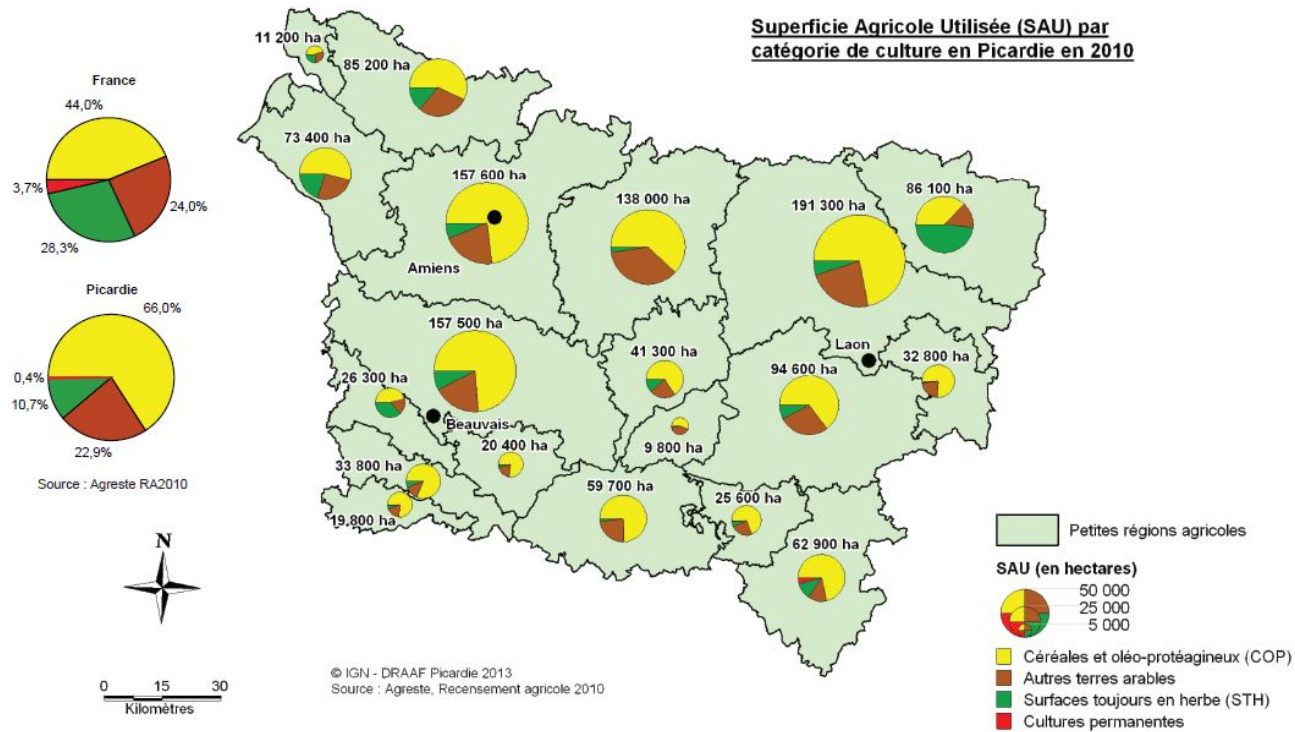 Superficie Agricole Utilisée (SAU) par
catégorie de culture en Picardie en 2010
France
44,0%
3,7%
24,0%
28,3%
Picardie
66,0%
0,4%
10,7%
22,9%
Source : Agreste RA2010
N
0 15 30
Kilomètres
11 200 ha
85 200 ha
73 400 ha
157 600 ha
Amiens
138 000 ha
191 300 ha
86 100 ha
157 500 ha
41 300 ha
Laon
94 600 ha
32 800 ha
26 300 ha
Beauvais
20 400 ha
9 800 ha
33 800 ha
19 800 ha
59 700 ha
25 600 ha
62 900 ha
© IGN - DRAAF Picardie 2013
Source : Agreste, Recensement agricole 2010
Petites régions agricoles
SAU (en hectares)
50 000
25 000
5 000
Céréales et oléo-protéagineux (COP)
Autres terres arables
Surfaces toujours en herbe (STH)
Cultures permanentes